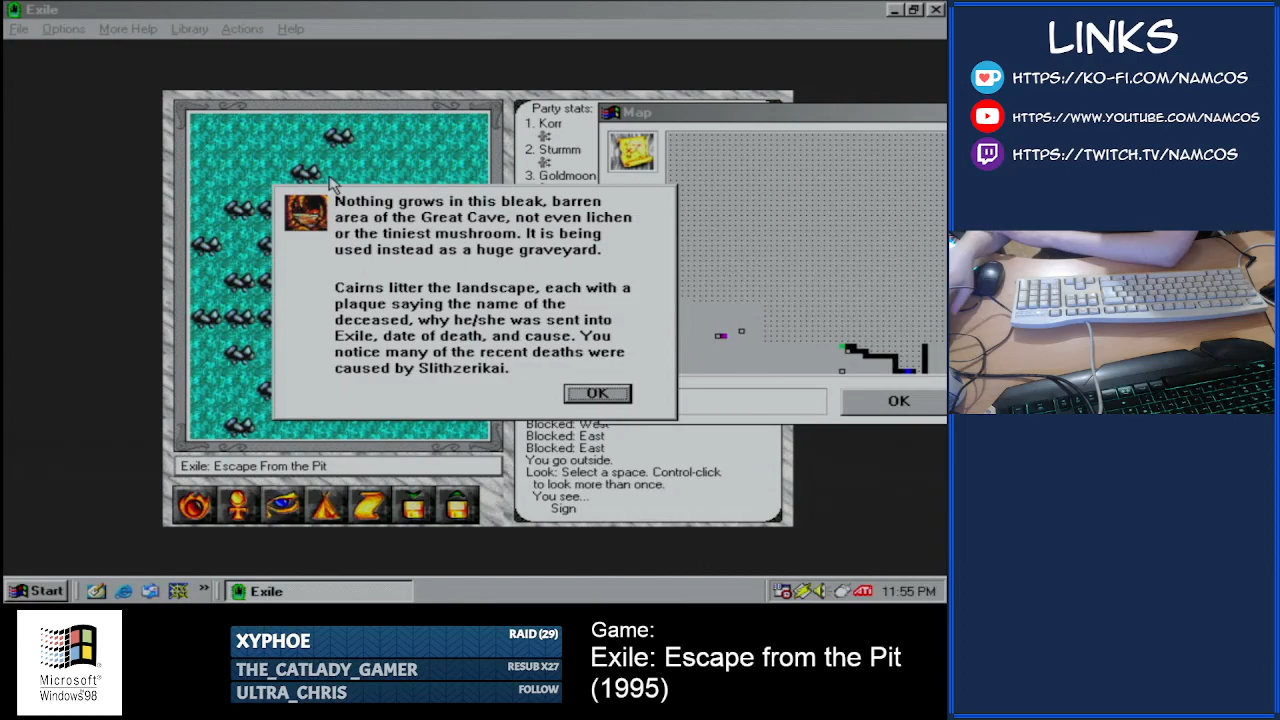 Exile
File Options More Help Library Actions Help
Party stats:
1. Korr
2. Sturmm
3. Goldmoon
Map
Nothing grows in this bleak, barren
area of the Great Cave, not even lichen
or the tiniest mushroom. It is being
used instead as a huge graveyard.
Cairns litter the landscape, each with a
plaque saying the name of the
deceased, why he/she was sent into
Exile, date of death, and cause. You
notice many of the recent deaths were
caused by Slithzerikai.
OK
OK
Blocked: West
Blocked: East
Blocked: East
You go outside.
Look: Select a space. Control-click
to look more than once.
You see...
Sign
Exile: Escape From the Pit
Start
»
Exile
ATI
11:55 PM
LINKS
HTTPS://KO-FI.COM/NAMCOS
HTTPS://WWW.YOUTUBE.COM/NAMCOS
HTTPS://TWITCH.TV/NAMCOS
Microsoft
Windows98
XYPHOE RAID (29)
THE_CATLADY_GAMER RESUB X27
ULTRA_CHRIS FOLLOW
Game:
Exile: Escape from the Pit
(1995)